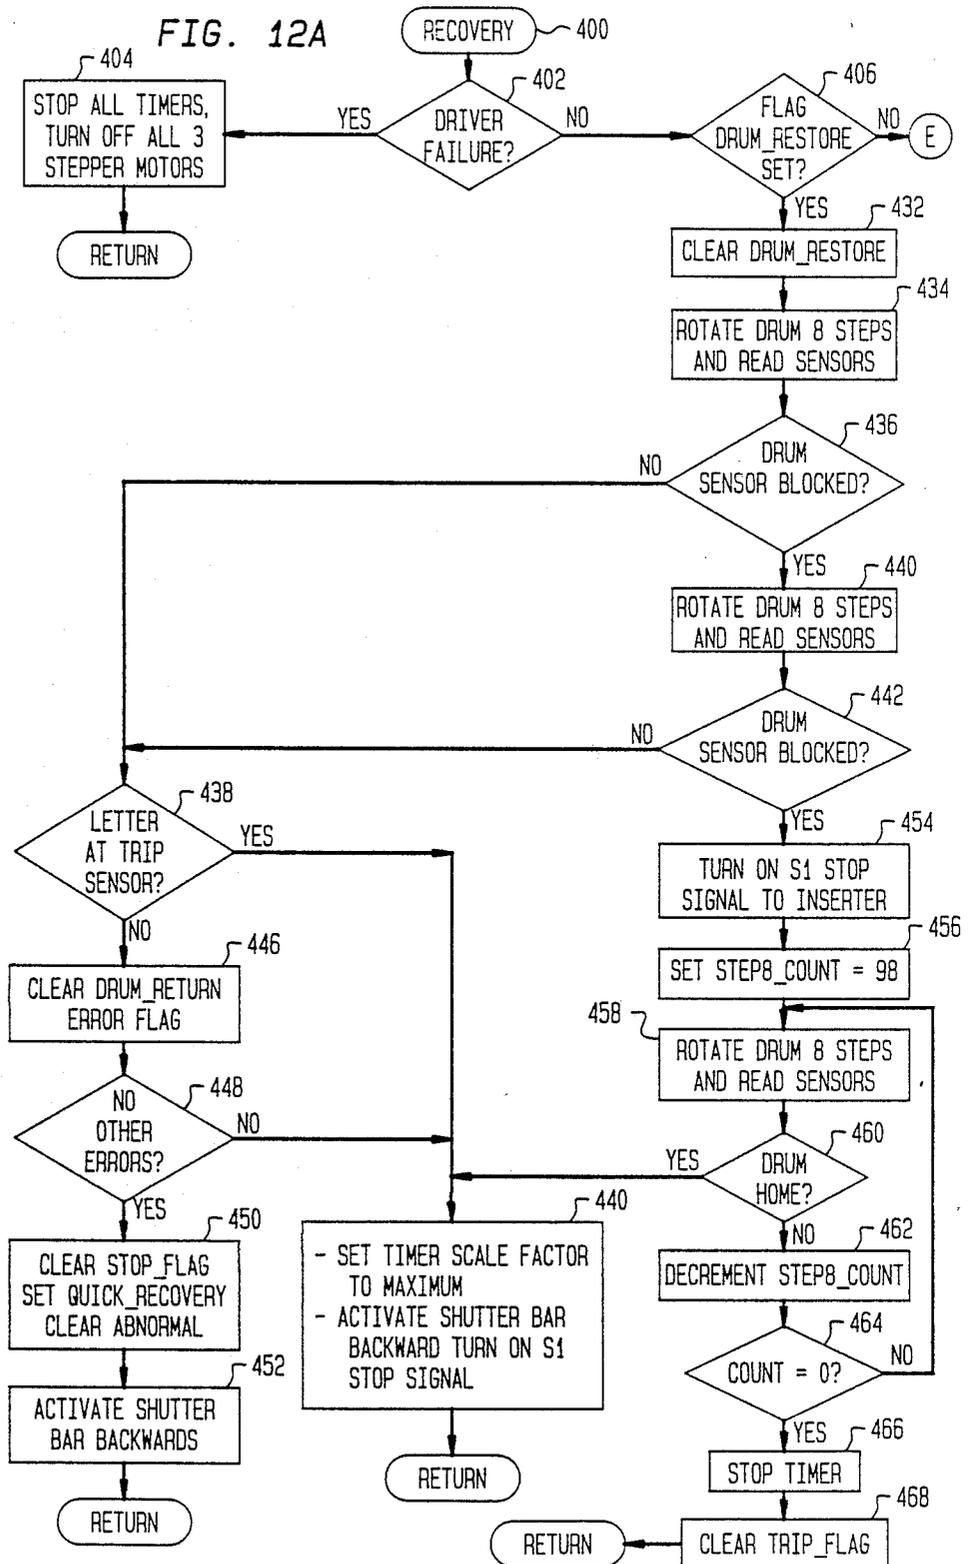 FIG. 12A
RECOVERY
400
404
STOP ALL TIMERS,
TURN OFF ALL 3
STEPPER MOTORS
RETURN
YES
402
DRIVER
FAILURE?
NO
406
FLAG
DRUM_RESTORE
SET?
NO
E
YES
432
CLEAR DRUM_RESTORE
434
ROTATE DRUM 8 STEPS
AND READ SENSORS
436
DRUM
SENSOR BLOCKED?
NO
YES
440
ROTATE DRUM 8 STEPS
AND READ SENSORS
442
DRUM
SENSOR BLOCKED?
NO
YES
438
LETTER
AT TRIP
SENSOR?
YES
NO
446
CLEAR DRUM_RETURN
ERROR FLAG
448
NO
OTHER
ERRORS?
NO
YES
450
CLEAR STOP_FLAG
SET QUICK_RECOVERY
CLEAR ABNORMAL
452
ACTIVATE SHUTTER
BAR BACKWARDS
RETURN
440
- SET TIMER SCALE FACTOR
TO MAXIMUM
- ACTIVATE SHUTTER BAR
BACKWARD TURN ON S1
STOP SIGNAL
RETURN
454
TURN ON S1 STOP
SIGNAL TO INSERTER
456
SET STEP8_COUNT = 98
458
ROTATE DRUM 8 STEPS
AND READ SENSORS
460
DRUM
HOME?
YES
NO
462
DECREMENT STEP8_COUNT
464
COUNT = 0?
NO
YES
466
STOP TIMER
468
CLEAR TRIP_FLAG
RETURN